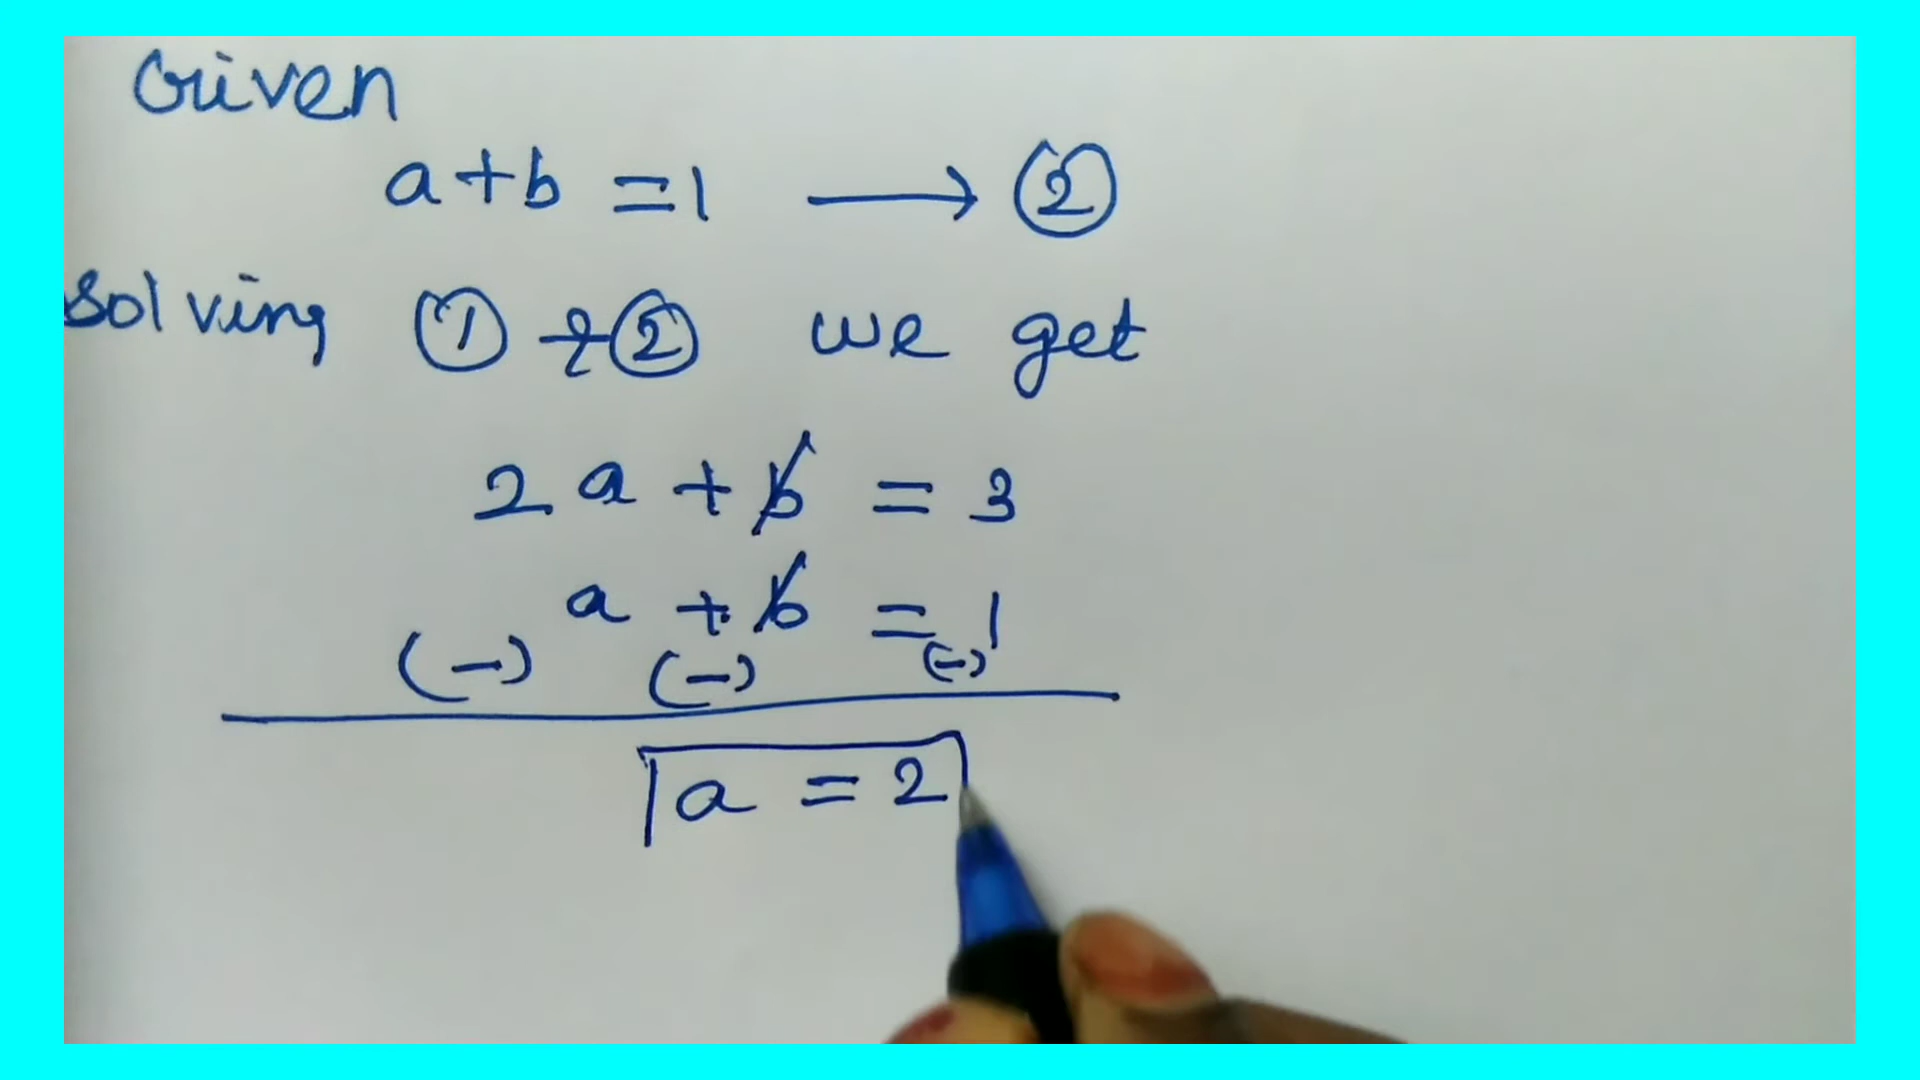 Given
a+b = 1 → ②
Solving ① & ② we get
2a + b = 3
a + b = 1
(-) (-) (-)
a = 2